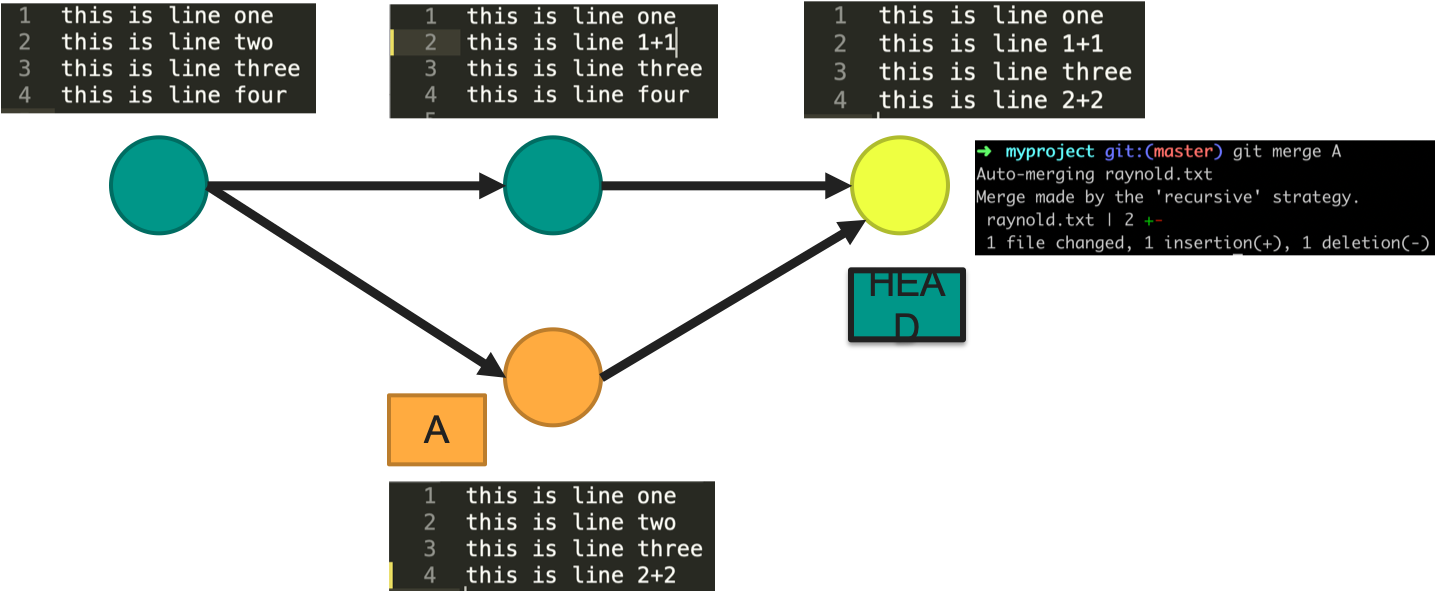 1 this is line one
2 this is line two
3 this is line three
4 this is line four
1 this is line one
2 this is line 1+1
3 this is line three
4 this is line four
1 this is line one
2 this is line 1+1
3 this is line three
4 this is line 2+2
➜ myproject git:(master) git merge A
Auto-merging raynold.txt
Merge made by the 'recursive' strategy.
raynold.txt | 2 +-
1 file changed, 1 insertion(+), 1 deletion(-)
HEA
D
A
1 this is line one
2 this is line two
3 this is line three
4 this is line 2+2